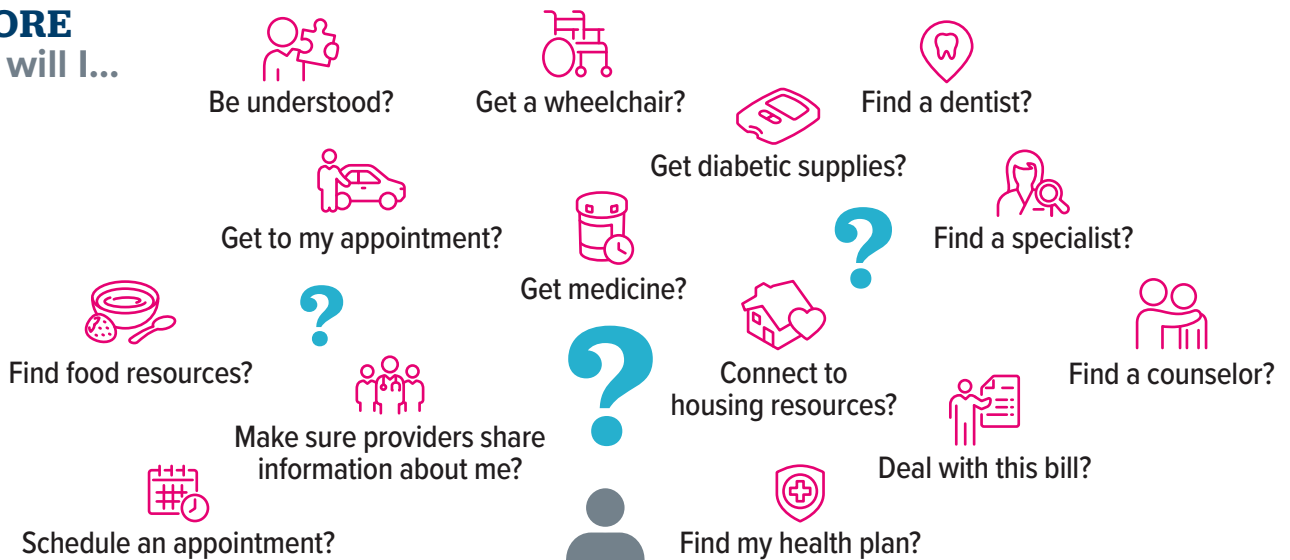 ORE
will I...
Be understood?
Get a wheelchair?
Find a dentist?
Get diabetic supplies?
Get to my appointment?
?
Find a specialist?
Get medicine?
?
Find food resources?
?
Connect to
housing resources?
Find a counselor?
Make sure providers share
information about me?
Deal with this bill?
Schedule an appointment?
Find my health plan?